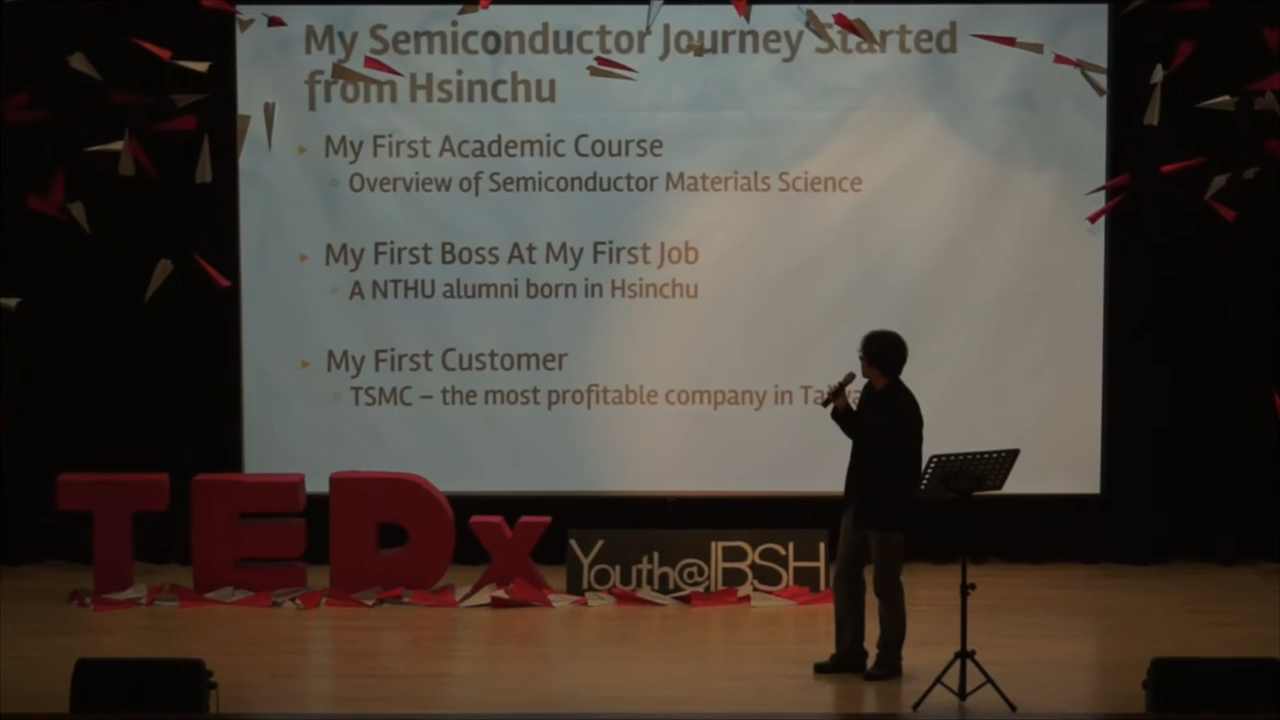 My Semiconductor Journey Started
from Hsinchu
My First Academic Course
Overview of Semiconductor Materials Science
My First Boss At My First Job
A NTHU alumni born in Hsinchu
My First Customer
TSMC – the most profitable company in Taiwan
TEDx
Youth@IBSH